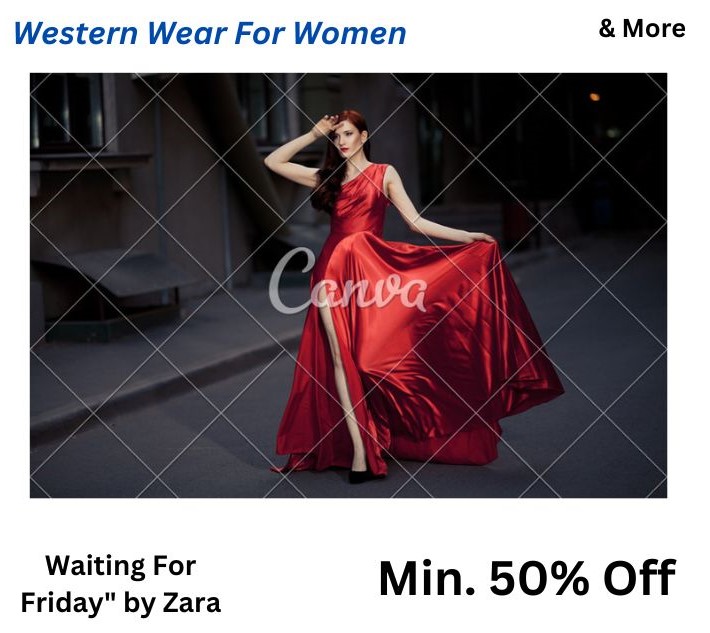 Western Wear For Women
& More
Canva
Waiting For
Friday" by Zara
Min. 50% Off